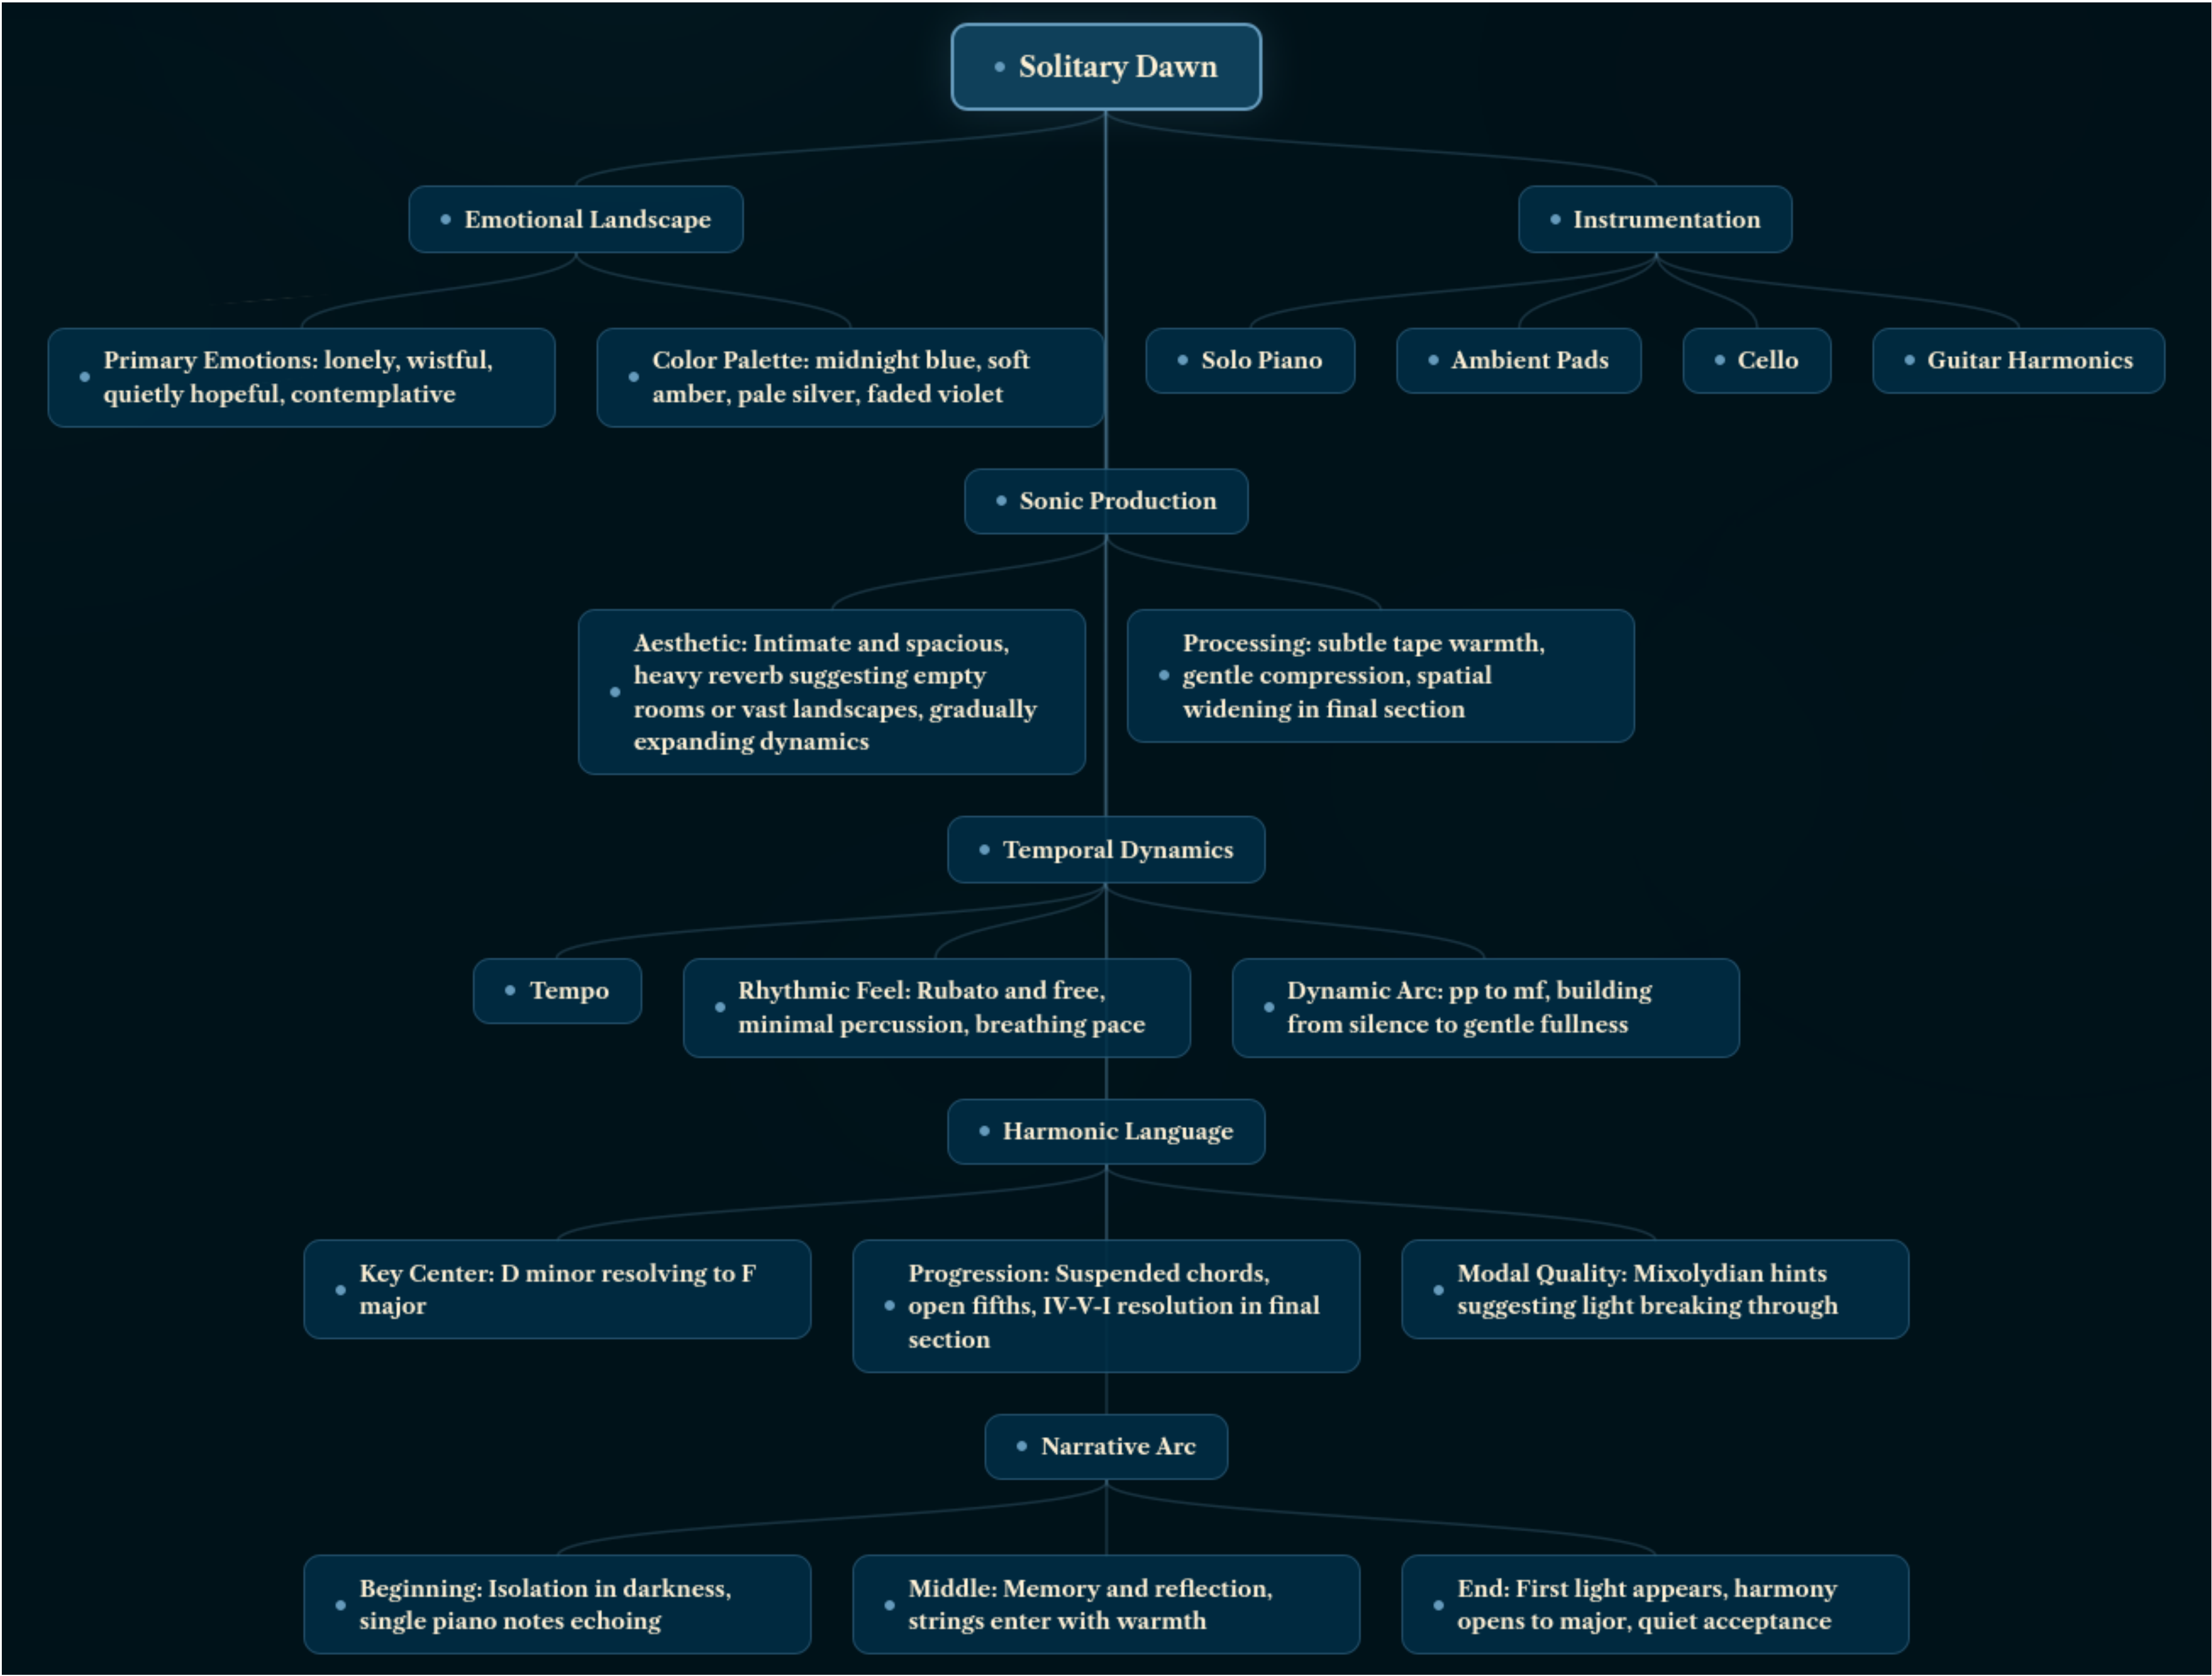 Solitary Dawn
Emotional Landscape
Instrumentation
Primary Emotions: lonely, wistful,
quietly hopeful, contemplative
Color Palette: midnight blue, soft
amber, pale silver, faded violet
Solo Piano
Ambient Pads
Cello
Guitar Harmonics
Sonic Production
Aesthetic: Intimate and spacious,
heavy reverb suggesting empty
rooms or vast landscapes, gradually
expanding dynamics
Processing: subtle tape warmth,
gentle compression, spatial
widening in final section
Temporal Dynamics
Tempo
Rhythmic Feel: Rubato and free,
minimal percussion, breathing pace
Dynamic Arc: pp to mf, building
from silence to gentle fullness
Harmonic Language
Key Center: D minor resolving to F
major
Progression: Suspended chords,
open fifths, IV-V-I resolution in final
section
Modal Quality: Mixolydian hints
suggesting light breaking through
Narrative Arc
Beginning: Isolation in darkness,
single piano notes echoing
Middle: Memory and reflection,
strings enter with warmth
End: First light appears, harmony
opens to major, quiet acceptance